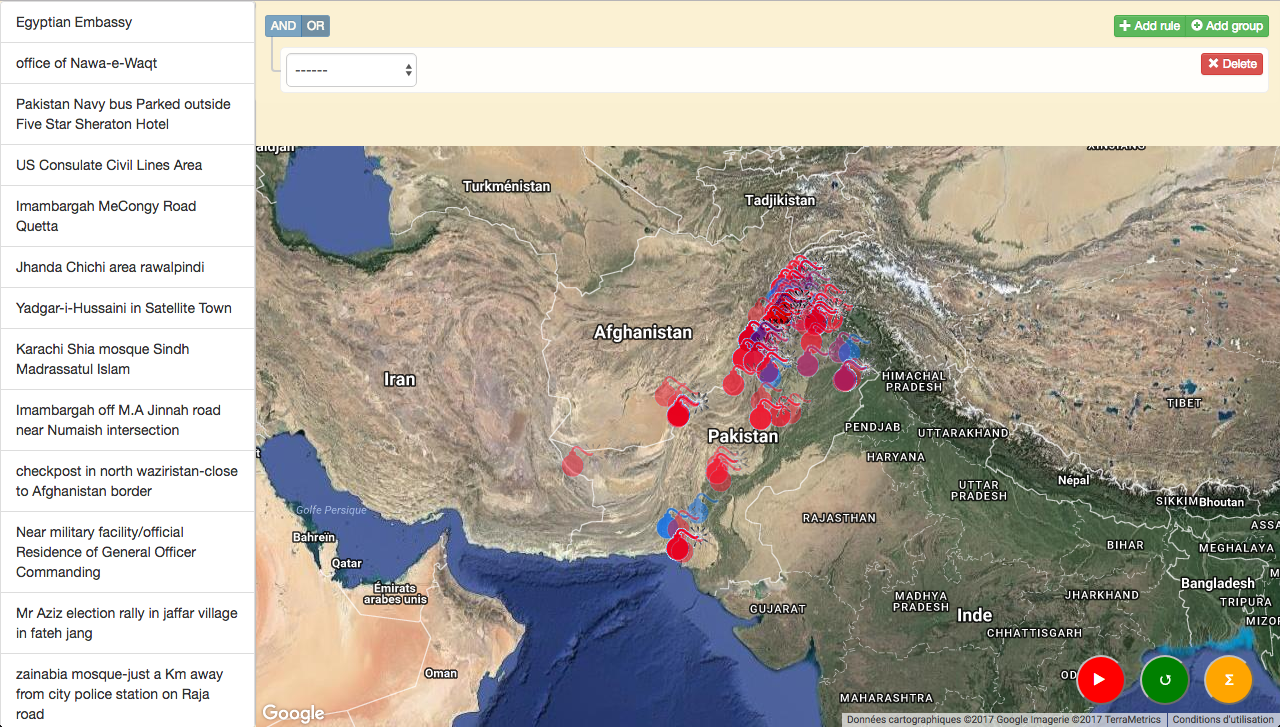 Egyptian Embassy
office of Nawa-e-Waqt
Pakistan Navy bus Parked outside
Five Star Sheraton Hotel
US Consulate Civil Lines Area
Imambargah MeCongy Road
Quetta
Jhanda Chichi area rawalpindi
Yadgar-i-Hussaini in Satellite Town
Karachi Shia mosque Sindh
Madrassatul Islam
Imambargah off M.A Jinnah road
near Numaish intersection
checkpost in north waziristan-close
to Afghanistan border
Near military facility/official
Residence of General Officer
Commanding
Mr Aziz election rally in jaffar village
in fateh jang
zainabia mosque-just a Km away
from city police station on Raja
road
AND OR
Add rule Add group
------
Delete
Turkménistan
Tadjikistan
Afghanistan
Iran
HIMACHAL
PRADESH
TIBET
Pakistan
PENDJAB
UTTARAKHAND
HARYANA
Népal
UTTAR
PRADESH
SIKKIM
Bhoutan
Golfe Persique
RAJASTHAN
ASSA
Bahreïn
BIHAR
MEGHALAYA
Qatar
M
Émirats
arabes unis
Bangladesh
MADHYA
PRADESH
JHARKHAND
TRIPURA
GUJARAT
Inde
MIZOR
CHHATTISGARH
Oman
OD
Σ
MAHARASHTRA
Google
Données cartographiques ©2017 Google Imagerie ©2017 TerraMetrics
Conditions d'utilisation